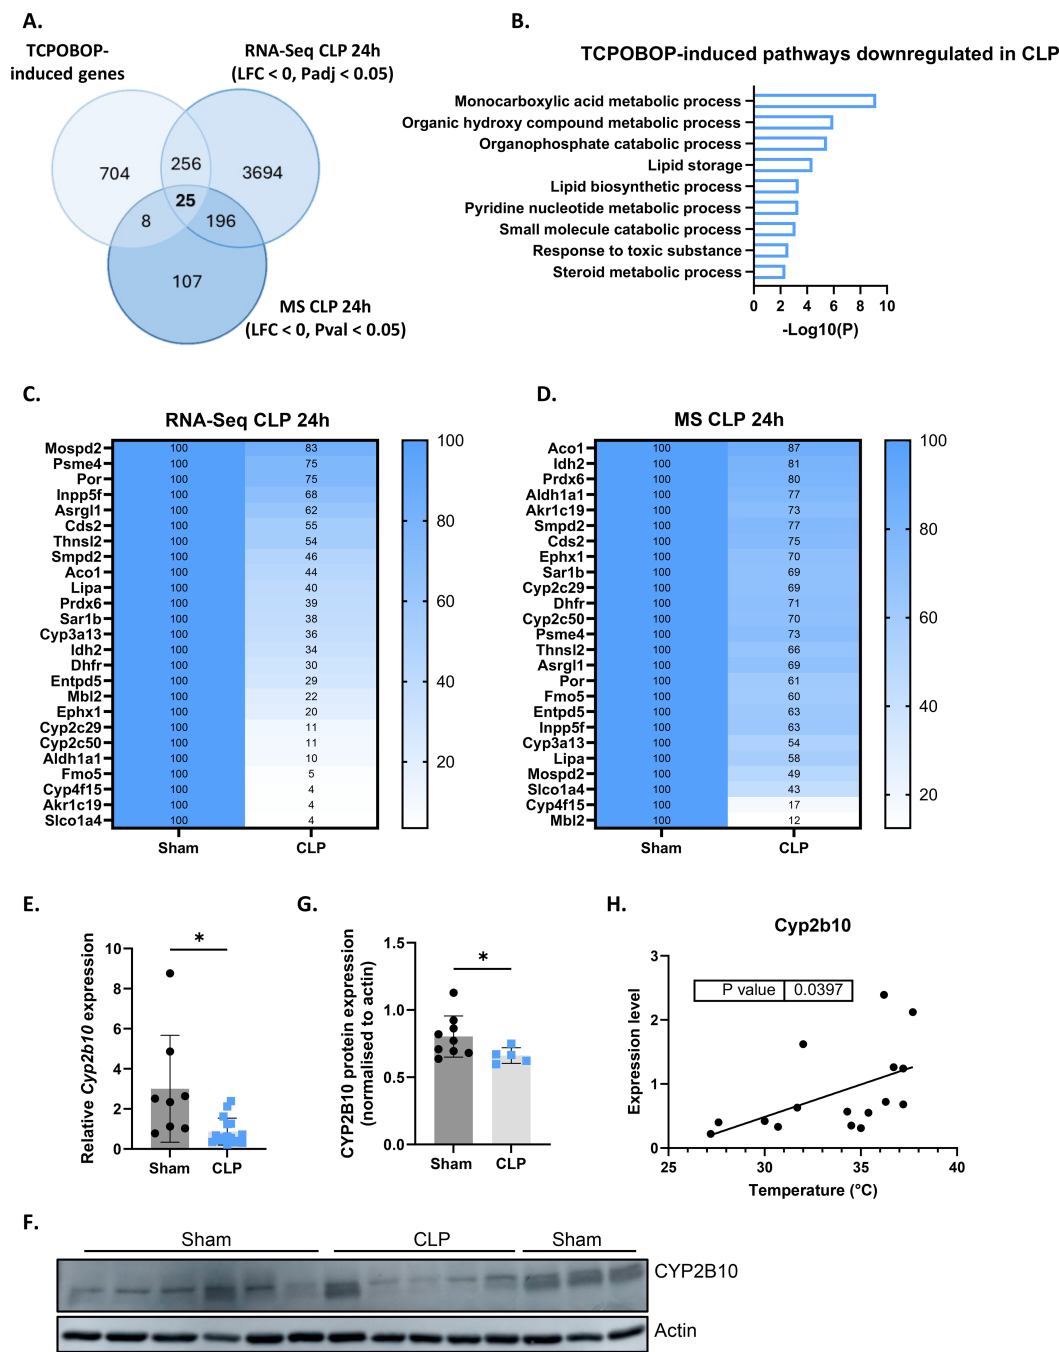 A.
TCPOBOP-
induced genes
RNA-Seq CLP 24h
(LFC < 0, Padj < 0.05)
704
256
3694
25
8
196
107
MS CLP 24h
(LFC < 0, Pval < 0.05)
B.
TCPOBOP-induced pathways downregulated in CLP
Monocarboxylic acid metabolic process
Organic hydroxy compound metabolic process
Organophosphate catabolic process
Lipid storage
Lipid biosynthetic process
Pyridine nucleotide metabolic process
Small molecule catabolic process
Response to toxic substance
Steroid metabolic process
0 2 4 6 8 10
-Log10(P)
C.
RNA-Seq CLP 24h
Mospd2 100 83
Psme4 100 75
Por 100 75
Inpp5f 100 68
Asrgl1 100 62
Cds2 100 55
Thnsl2 100 54
Smpd2 100 46
Aco1 100 44
Lipa 100 40
Prdx6 100 39
Sar1b 100 38
Cyp3a13 100 36
Idh2 100 34
Dhfr 100 30
Entpd5 100 29
Mbl2 100 22
Ephx1 100 20
Cyp2c29 100 11
Cyp2c50 100 11
Aldh1a1 100 10
Fmo5 100 5
Cyp4f15 100 4
Akr1c19 100 4
Slco1a4 100 4
Sham CLP
100
80
60
40
20
D.
MS CLP 24h
Aco1 100 87
Idh2 100 81
Prdx6 100 80
Aldh1a1 100 77
Akr1c19 100 73
Smpd2 100 77
Cds2 100 75
Ephx1 100 70
Sar1b 100 69
Cyp2c29 100 69
Dhfr 100 71
Cyp2c50 100 70
Psme4 100 73
Thnsl2 100 66
Asrgl1 100 69
Por 100 61
Fmo5 100 60
Entpd5 100 63
Inpp5f 100 63
Cyp3a13 100 54
Lipa 100 58
Mospd2 100 49
Slco1a4 100 43
Cyp4f15 100 17
Mbl2 100 12
Sham CLP
100
80
60
40
20
E.
Relative Cyp2b10 expression
10
8
6
4
2
0
*
Sham CLP
G.
CYP2B10 protein expression
(normalised to actin)
1.5
1.0
0.5
0.0
*
Sham CLP
H.
Cyp2b10
Expression level
3
2
1
0
P value 0.0397
25 30 35 40
Temperature (°C)
F.
Sham CLP Sham
CYP2B10
Actin